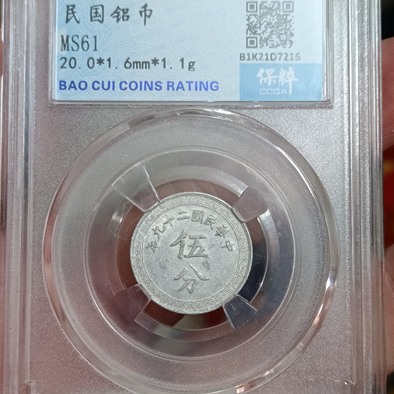 民国铝币
MS61
20.0*1.6mm*1.1g
BAO CUI COINS RATING
B1K21D7216
保粹
CCGA
年九十二國民華中
伍
分